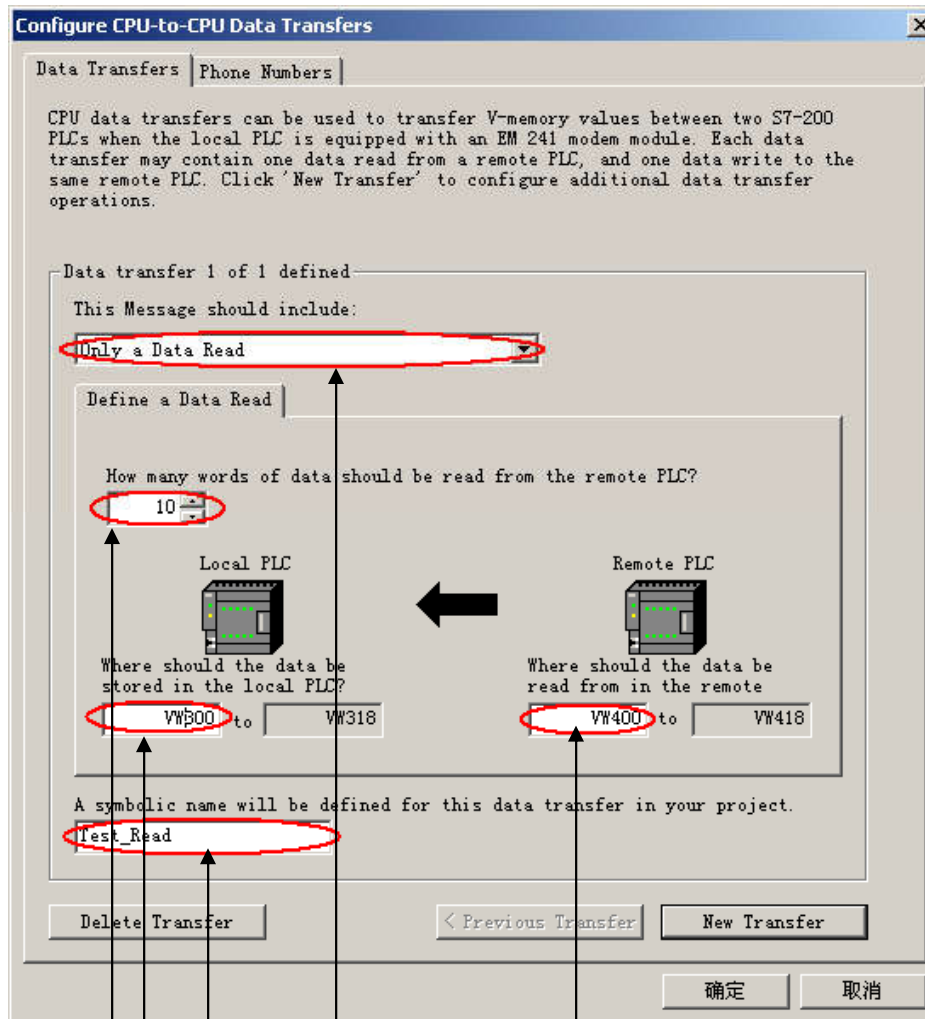 Configure CPU-to-CPU Data Transfers
Data Transfers
Phone Numbers
CPU data transfers can be used to transfer V-memory values between two S7-200
PLCs when the local PLC is equipped with an EM 241 modem module. Each data
transfer may contain one data read from a remote PLC, and one data write to the
same remote PLC. Click 'New Transfer' to configure additional data transfer
operations.
Data transfer 1 of 1 defined
This Message should include:
Only a Data Read
Define a Data Read
How many words of data should be read from the remote PLC?
10
Local PLC
Remote PLC
Where should the data be
stored in the local PLC?
Where should the data be
read from in the remote
VW300 to VW318
VW400 to VW418
A symbolic name will be defined for this data transfer in your project.
Test_Read
Delete Transfer
< Previous Transfer
New Transfer
确定
取消